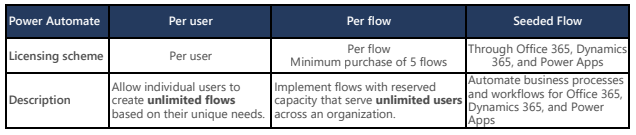 Power Automate Per user Per flow Seeded Flow
Licensing scheme Per user Per flow
Minimum purchase of 5 flows Through Office 365, Dynamics
365, and Power Apps
Description Allow individual users to
create unlimited flows
based on their unique needs. Implement flows with reserved
capacity that serve unlimited users
across an organization. Automate business processes
and workflows for Office 365,
Dynamics 365, and Power
Apps